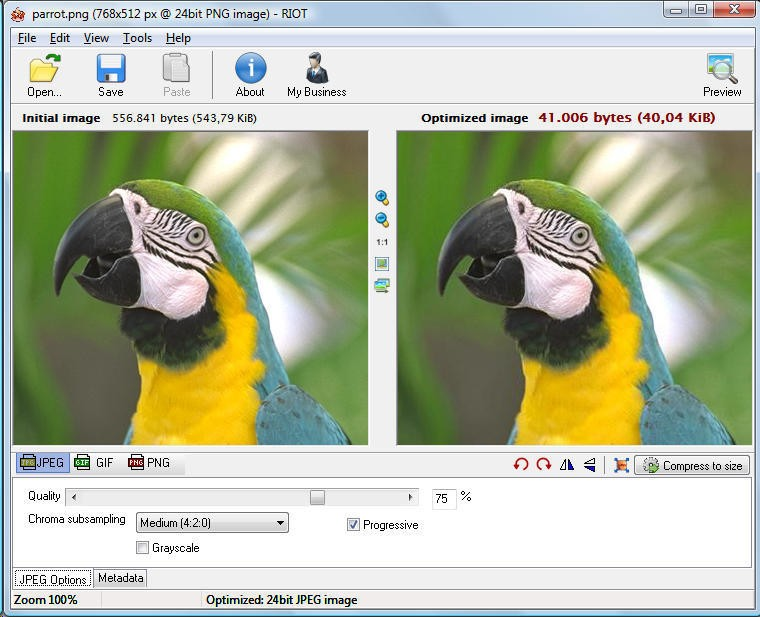 parrot.png (768x512 px @ 24bit PNG image) - RIOT
File Edit View Tools Help
Open... Save Paste About My Business Preview
Initial image 556.841 bytes (543,79 KiB) Optimized image 41.006 bytes (40,04 KiB)
1:1
JPEG GIF PNG Compress to size
Quality 75 %
Chroma subsampling Medium (4:2:0) Progressive
Grayscale
JPEG Options Metadata
Zoom 100% Optimized: 24bit JPEG image